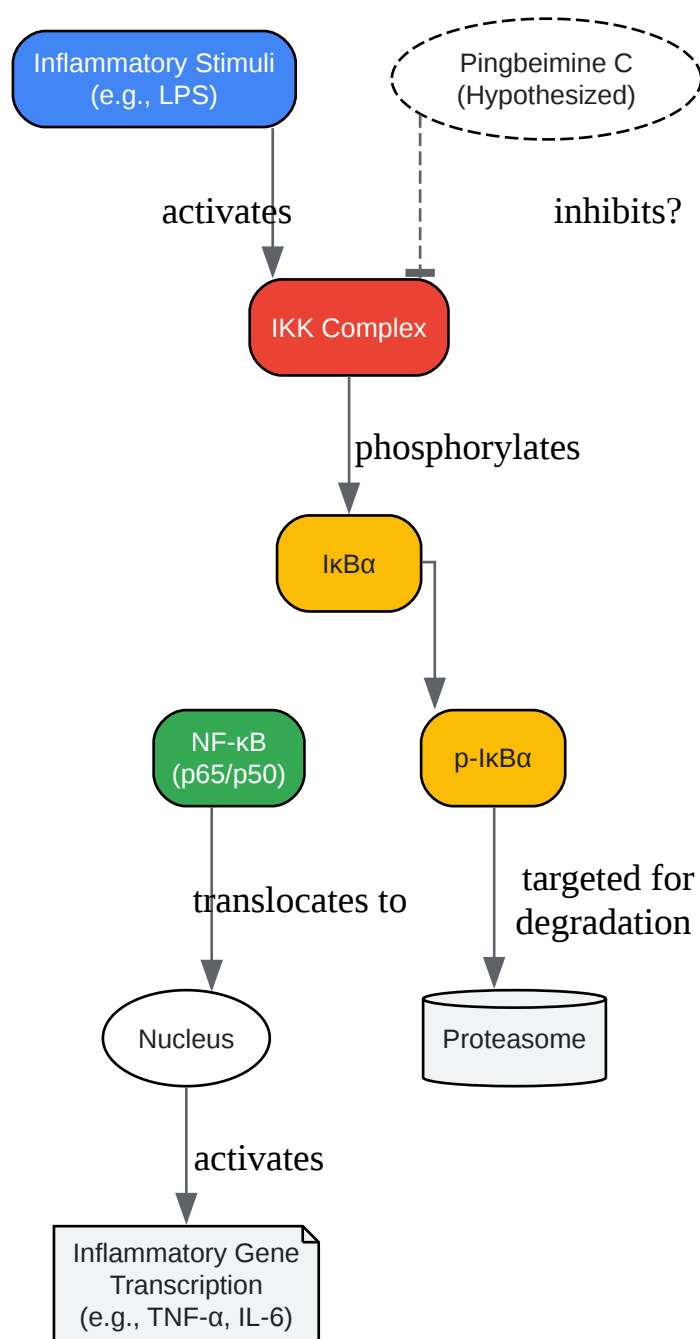 Inflammatory Stimuli
(e.g., LPS)
Pingbeimine C
(Hypothesized)
activates
inhibits?
IKK Complex
phosphorylates
IκBα
NF-κB
(p65/p50)
p-IκBα
translocates to
targeted for
degradation
Nucleus
Proteasome
activates
Inflammatory Gene
Transcription
(e.g., TNF-α, IL-6)